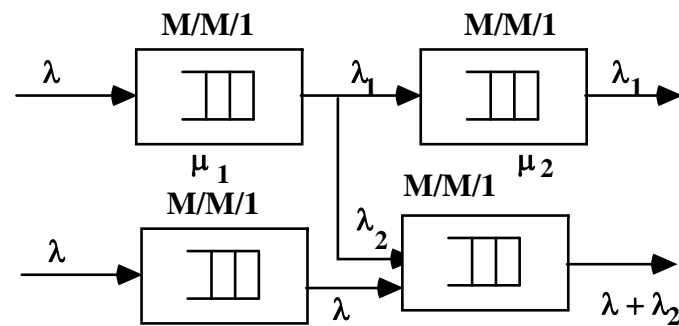 M/M/1 M/M/1
λ λ₁ λ₁
μ₁ μ₂
M/M/1 M/M/1
λ₂
λ λ λ + λ₂